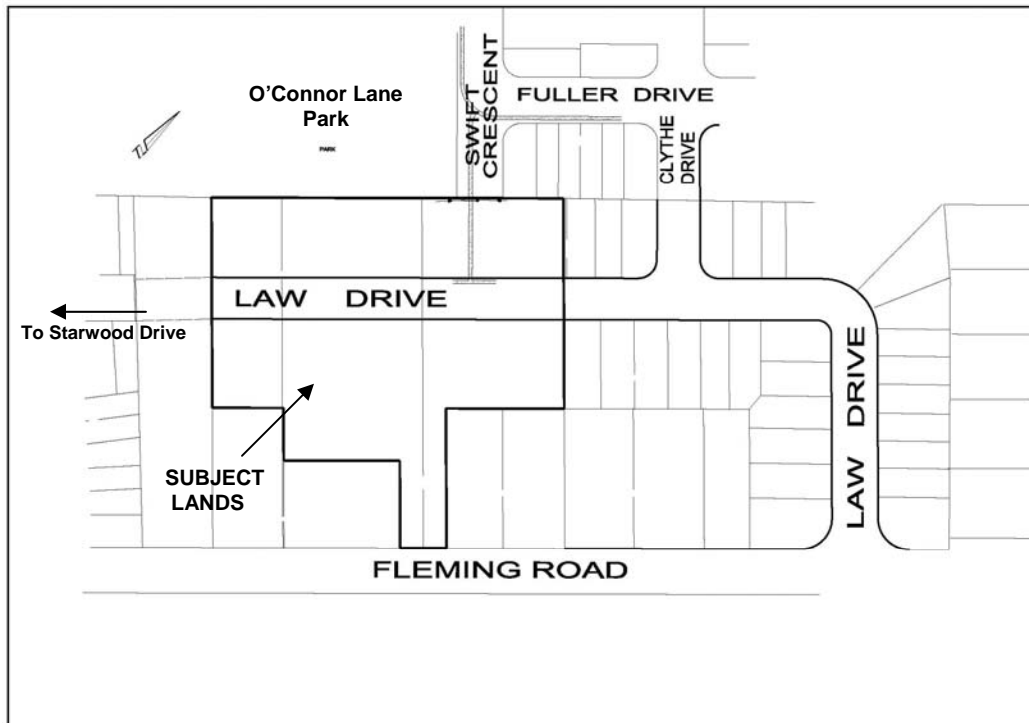 O'Connor Lane
Park
PARK
SWIFT
CRESCENT
FULLER DRIVE
CLYTHE
DRIVE
LAW DRIVE
To Starwood Drive
LAW DRIVE
SUBJECT
LANDS
FLEMING ROAD